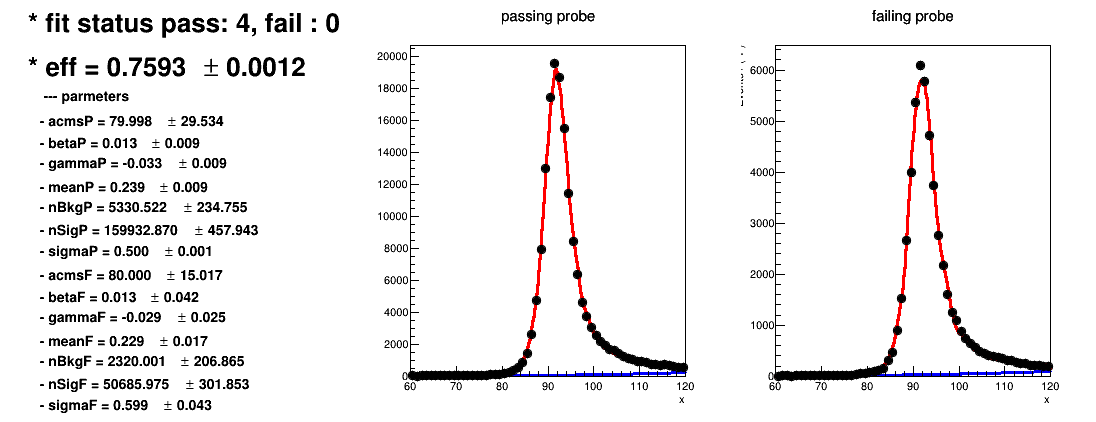 * fit status pass: 4, fail : 0
* eff = 0.7593 ± 0.0012
--- parmeters
- acmsP = 79.998 ± 29.534
- betaP = 0.013 ± 0.009
- gammaP = -0.033 ± 0.009
- meanP = 0.239 ± 0.009
- nBkgP = 5330.522 ± 234.755
- nSigP = 159932.870 ± 457.943
- sigmaP = 0.500 ± 0.001
- acmsF = 80.000 ± 15.017
- betaF = 0.013 ± 0.042
- gammaF = -0.029 ± 0.025
- meanF = 0.229 ± 0.017
- nBkgF = 2320.001 ± 206.865
- nSigF = 50685.975 ± 301.853
- sigmaF = 0.599 ± 0.043
passing probe
20000
18000
16000
14000
12000
10000
8000
6000
4000
2000
0
60 70 80 90 100 110 120
x
failing probe
6000
5000
4000
3000
2000
1000
0
60 70 80 90 100 110 120
x